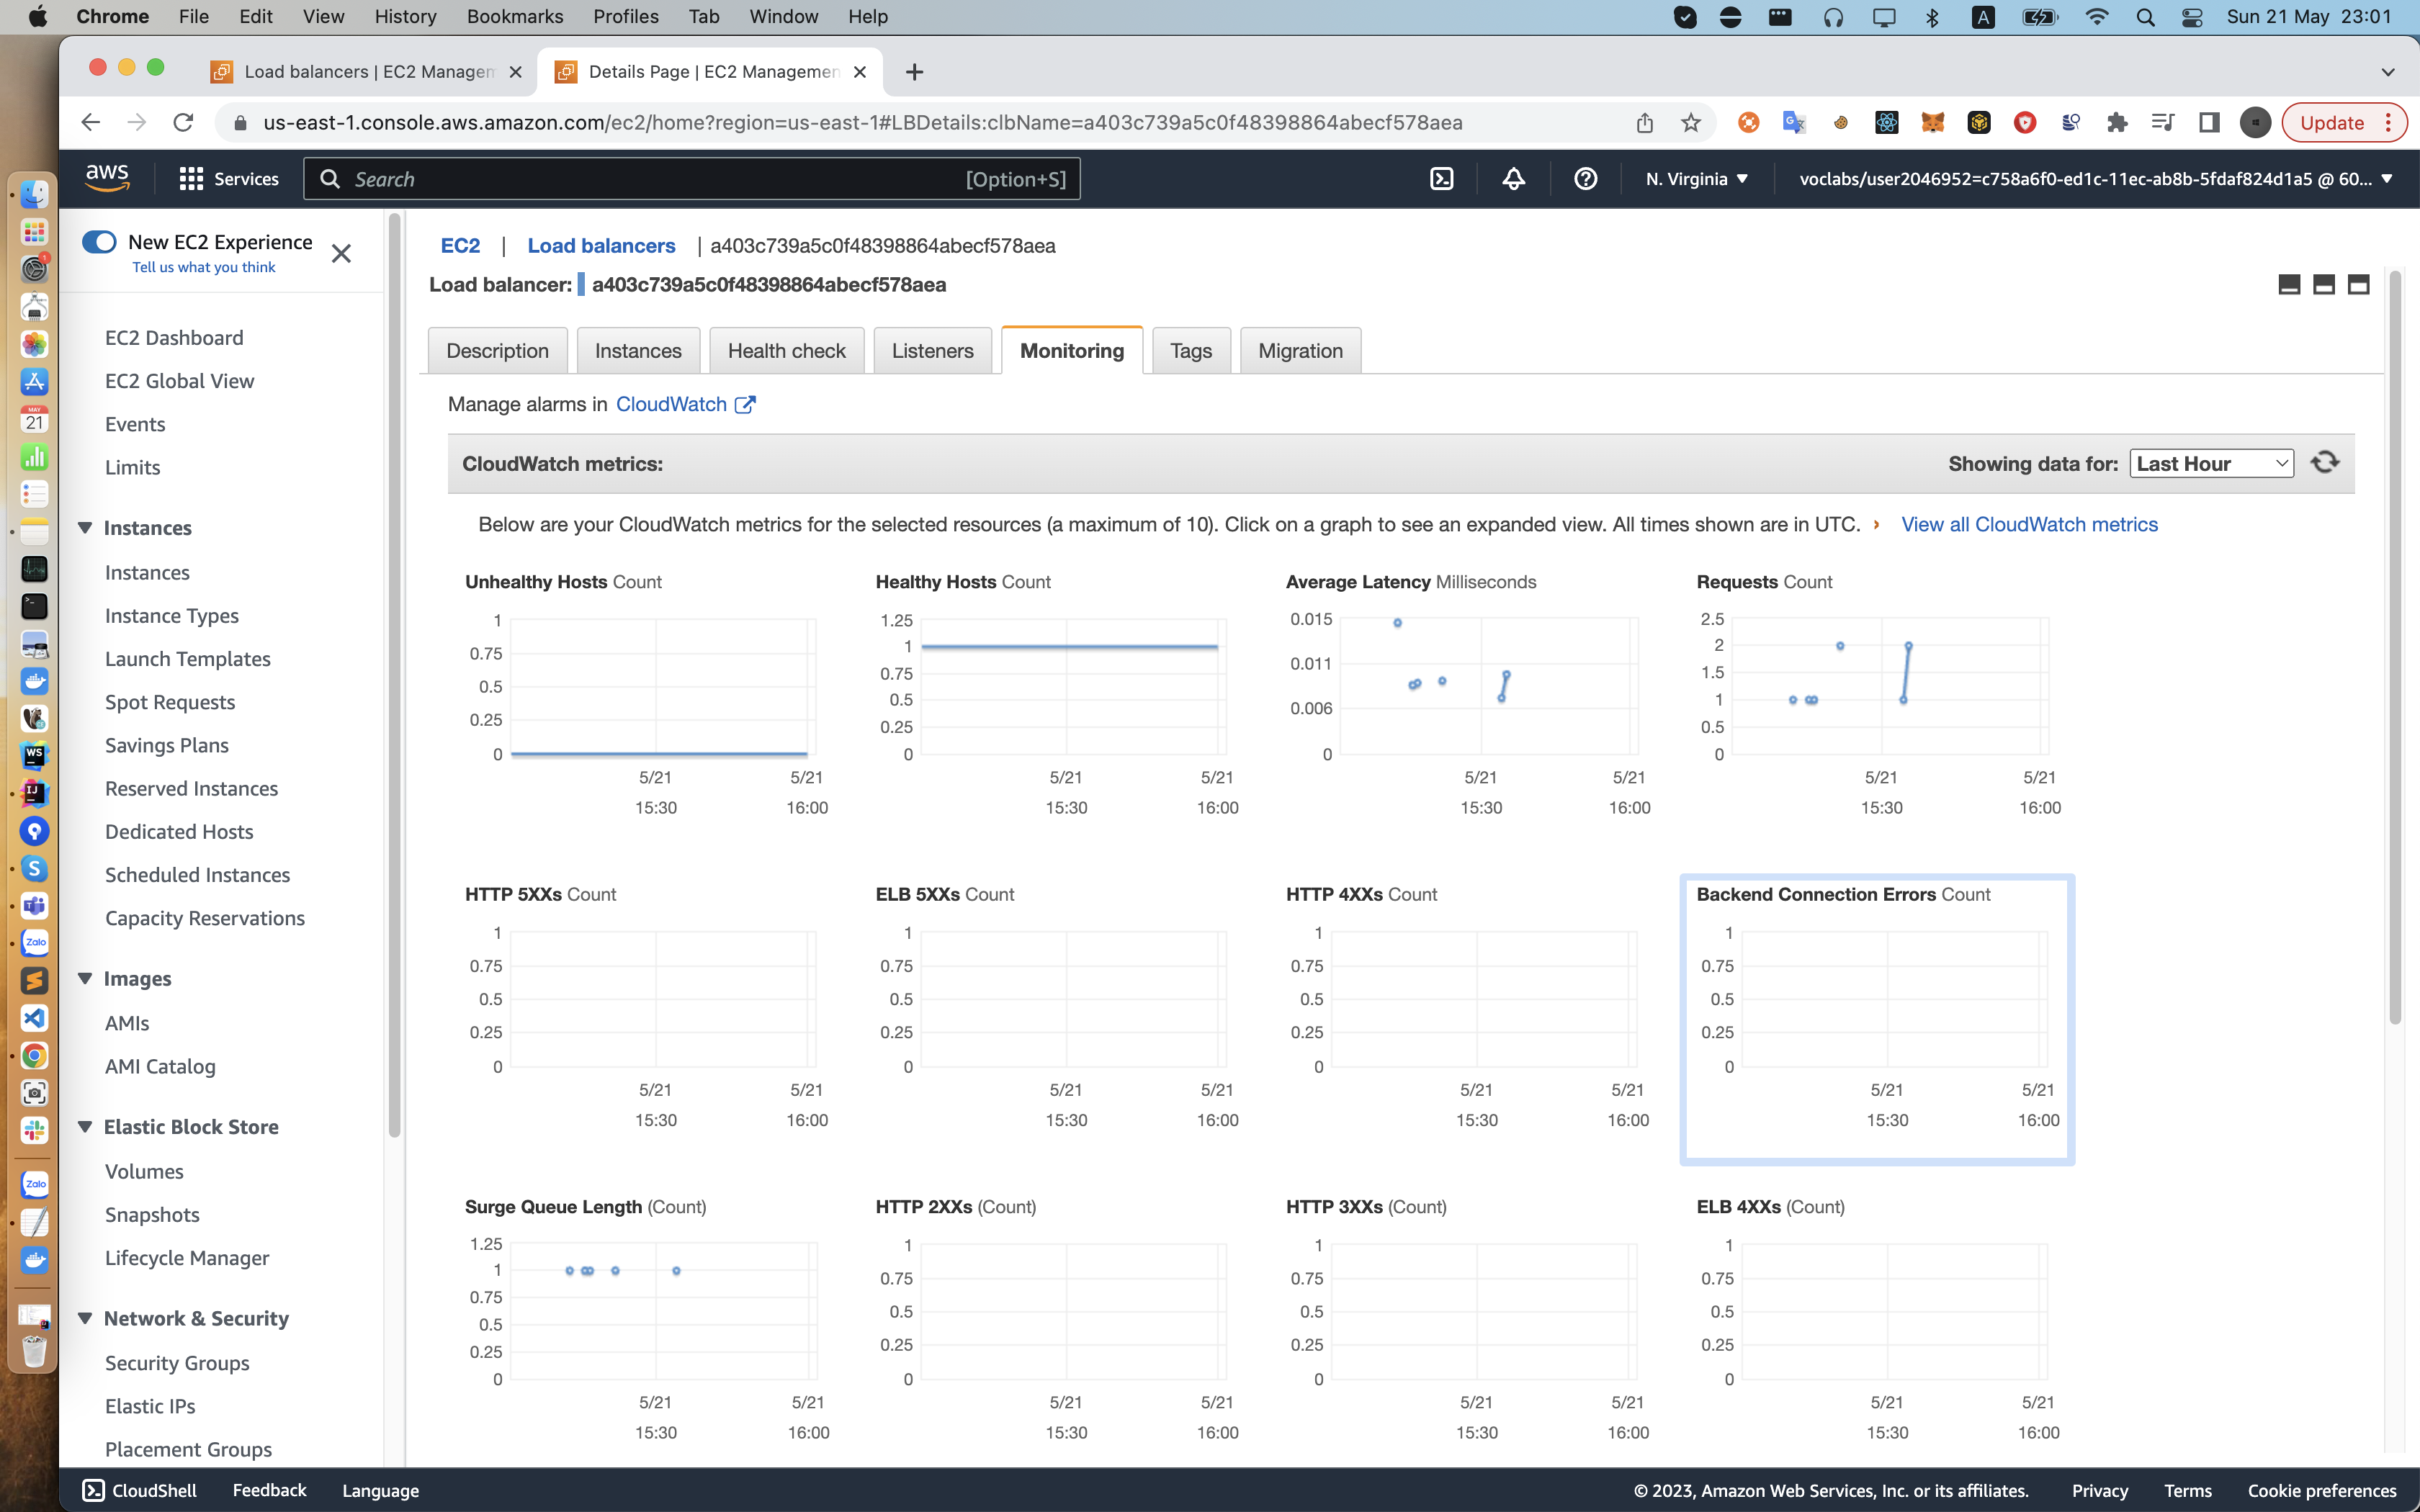 Chrome File Edit View History Bookmarks Profiles Tab Window Help A Sun 21 May 23:01
Load balancers | EC2 Managem
Details Page | EC2 Managemen
us-east-1.console.aws.amazon.com/ec2/home?region=us-east-1#LBDetails:clbName=a403c739a5c0f48398864abecf578aea
Update
aws
Services
Search
[Option+S]
N. Virginia
voclabs/user2046952=c758a6f0-ed1c-11ec-ab8b-5fdaf824d1a5 @ 60...
New EC2 Experience
Tell us what you think
EC2 Dashboard
EC2 Global View
Events
Limits
Instances
Instances
Instance Types
Launch Templates
Spot Requests
Savings Plans
Reserved Instances
Dedicated Hosts
Scheduled Instances
Capacity Reservations
Images
AMIs
AMI Catalog
Elastic Block Store
Volumes
Snapshots
Lifecycle Manager
Network & Security
Security Groups
Elastic IPs
Placement Groups
EC2 | Load balancers | a403c739a5c0f48398864abecf578aea
Load balancer: a403c739a5c0f48398864abecf578aea
Description Instances Health check Listeners Monitoring Tags Migration
Manage alarms in CloudWatch
CloudWatch metrics:
Showing data for: Last Hour
Below are your CloudWatch metrics for the selected resources (a maximum of 10). Click on a graph to see an expanded view. All times shown are in UTC. › View all CloudWatch metrics
Unhealthy Hosts Count
1
0.75
0.5
0.25
0
5/21 5/21
15:30 16:00
Healthy Hosts Count
1.25
1
0.75
0.5
0.25
0
5/21 5/21
15:30 16:00
Average Latency Milliseconds
0.015
0.011
0.006
0
5/21 5/21
15:30 16:00
Requests Count
2.5
2
1.5
1
0.5
0
5/21 5/21
15:30 16:00
HTTP 5XXs Count
1
0.75
0.5
0.25
0
5/21 5/21
15:30 16:00
ELB 5XXs Count
1
0.75
0.5
0.25
0
5/21 5/21
15:30 16:00
HTTP 4XXs Count
1
0.75
0.5
0.25
0
5/21 5/21
15:30 16:00
Backend Connection Errors Count
1
0.75
0.5
0.25
0
5/21 5/21
15:30 16:00
Surge Queue Length (Count)
1.25
1
0.75
0.5
0.25
0
5/21 5/21
15:30 16:00
HTTP 2XXs (Count)
1
0.75
0.5
0.25
0
5/21 5/21
15:30 16:00
HTTP 3XXs (Count)
1
0.75
0.5
0.25
0
5/21 5/21
15:30 16:00
ELB 4XXs (Count)
1
0.75
0.5
0.25
0
5/21 5/21
15:30 16:00
CloudShell Feedback Language
© 2023, Amazon Web Services, Inc. or its affiliates. Privacy Terms Cookie preferences
1
MAY
21
WS
IJ
S
Zalo
Zalo